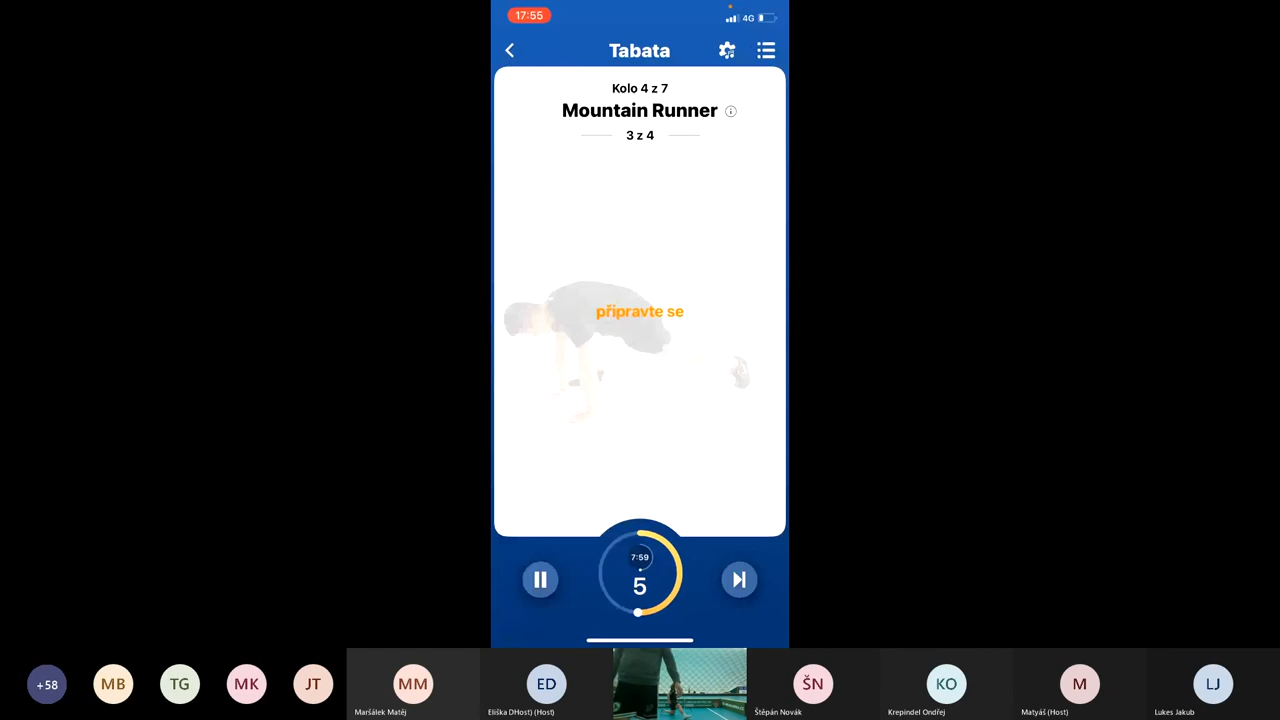 17:55
4G
Tabata
Kolo 4 z 7
Mountain Runner
3 z 4
připravte se
7:59
5
+58
MB
TG
MK
JT
MM
ED
ŠN
KO
M
LJ
Maršálek Matěj
Eliška DHost) (Host)
Štěpán Novák
Krepindel Ondřej
Matyáš (Host)
Lukes Jakub